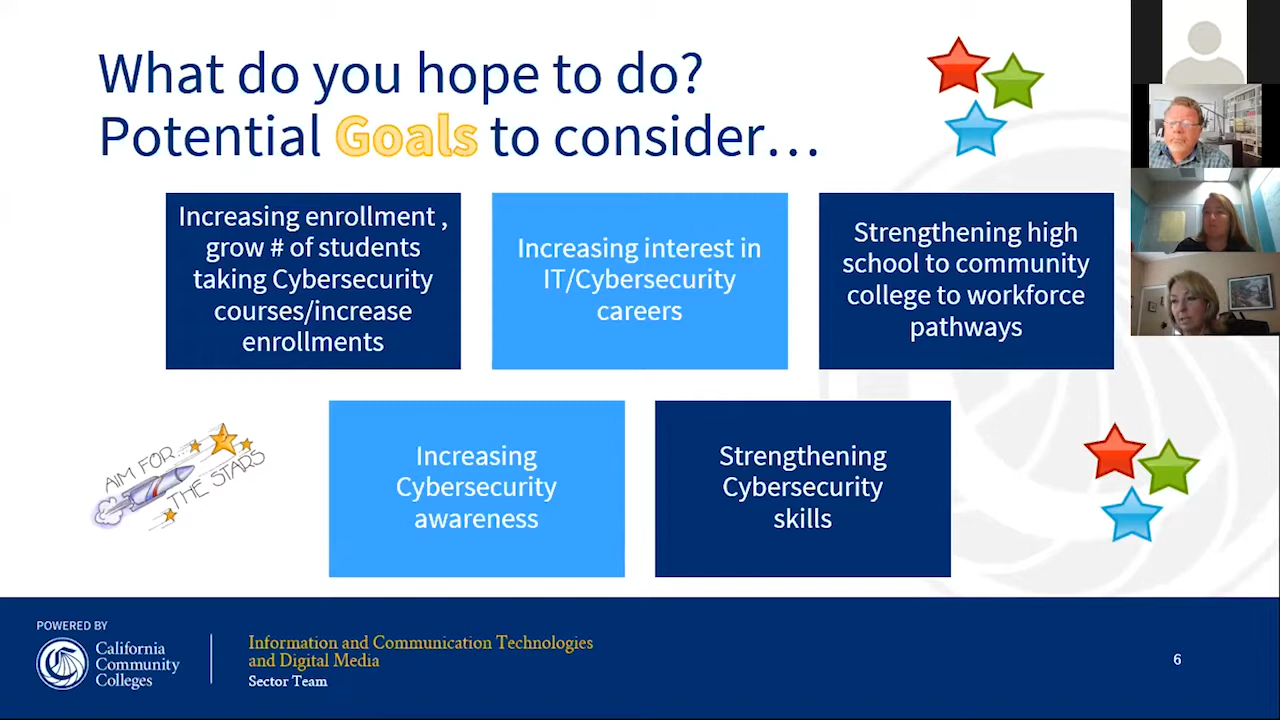 What do you hope to do?
Potential Goals to consider…
Increasing enrollment ,
grow # of students
taking Cybersecurity
courses/increase
enrollments
Increasing interest in
IT/Cybersecurity
careers
Strengthening high
school to community
college to workforce
pathways
Increasing
Cybersecurity
awareness
Strengthening
Cybersecurity
skills
AIM FOR...
THE STARS
POWERED BY
California
Community
Colleges
Information and Communication Technologies
and Digital Media
Sector Team
6